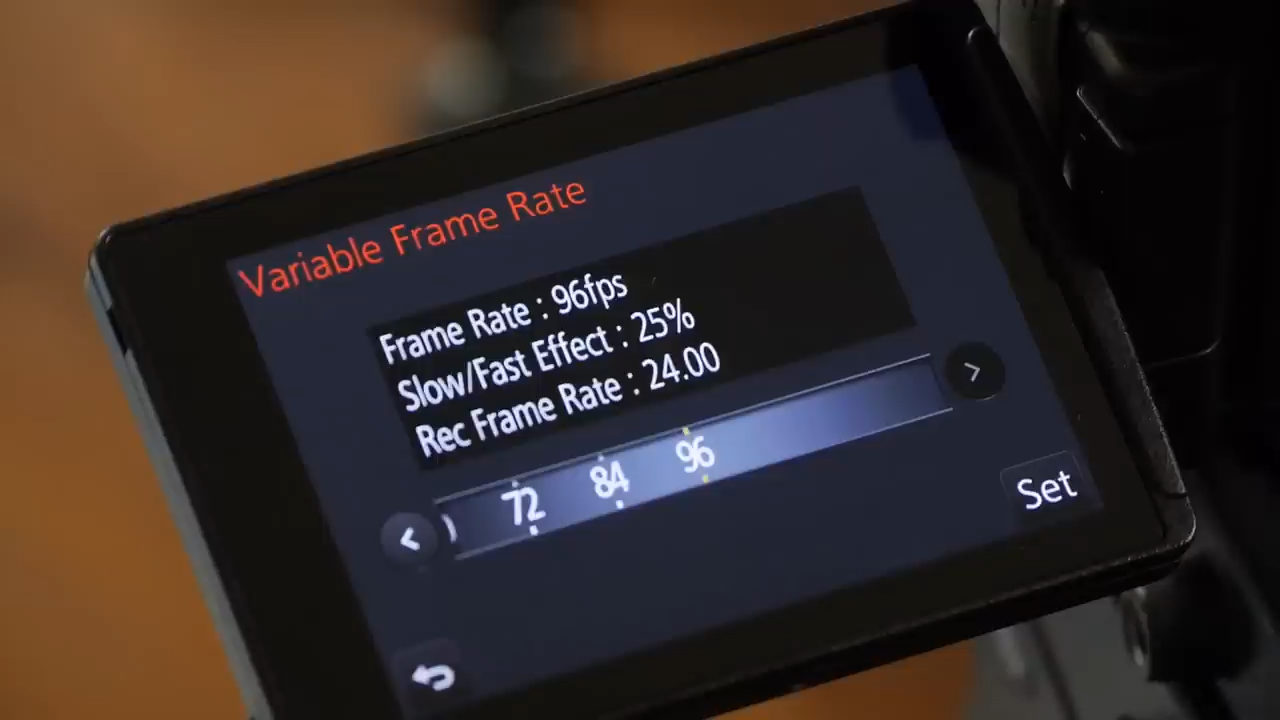 Variable Frame Rate
Frame Rate : 96fps
Slow/Fast Effect : 25%
Rec Frame Rate : 24.00
72 84 96
Set